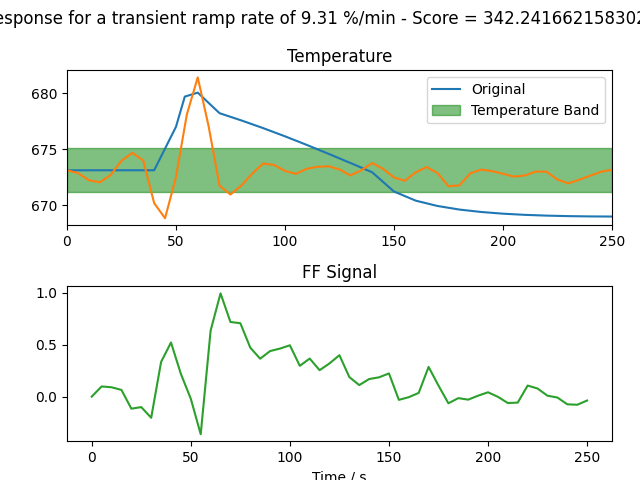 esponse for a transient ramp rate of 9.31 %/min - Score = 342.241662158302
Temperature
Original
Temperature Band
680
675
670
0 50 100 150 200 250
FF Signal
1.0
0.5
0.0
0 50 100 150 200 250
Time / s